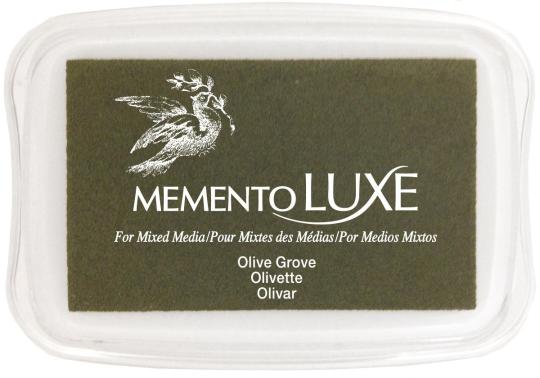 MEMENTO LUXE
For Mixed Media/Pour Mixtes des Médias/Por Medios Mixtos
Olive Grove
Olivette
Olivar